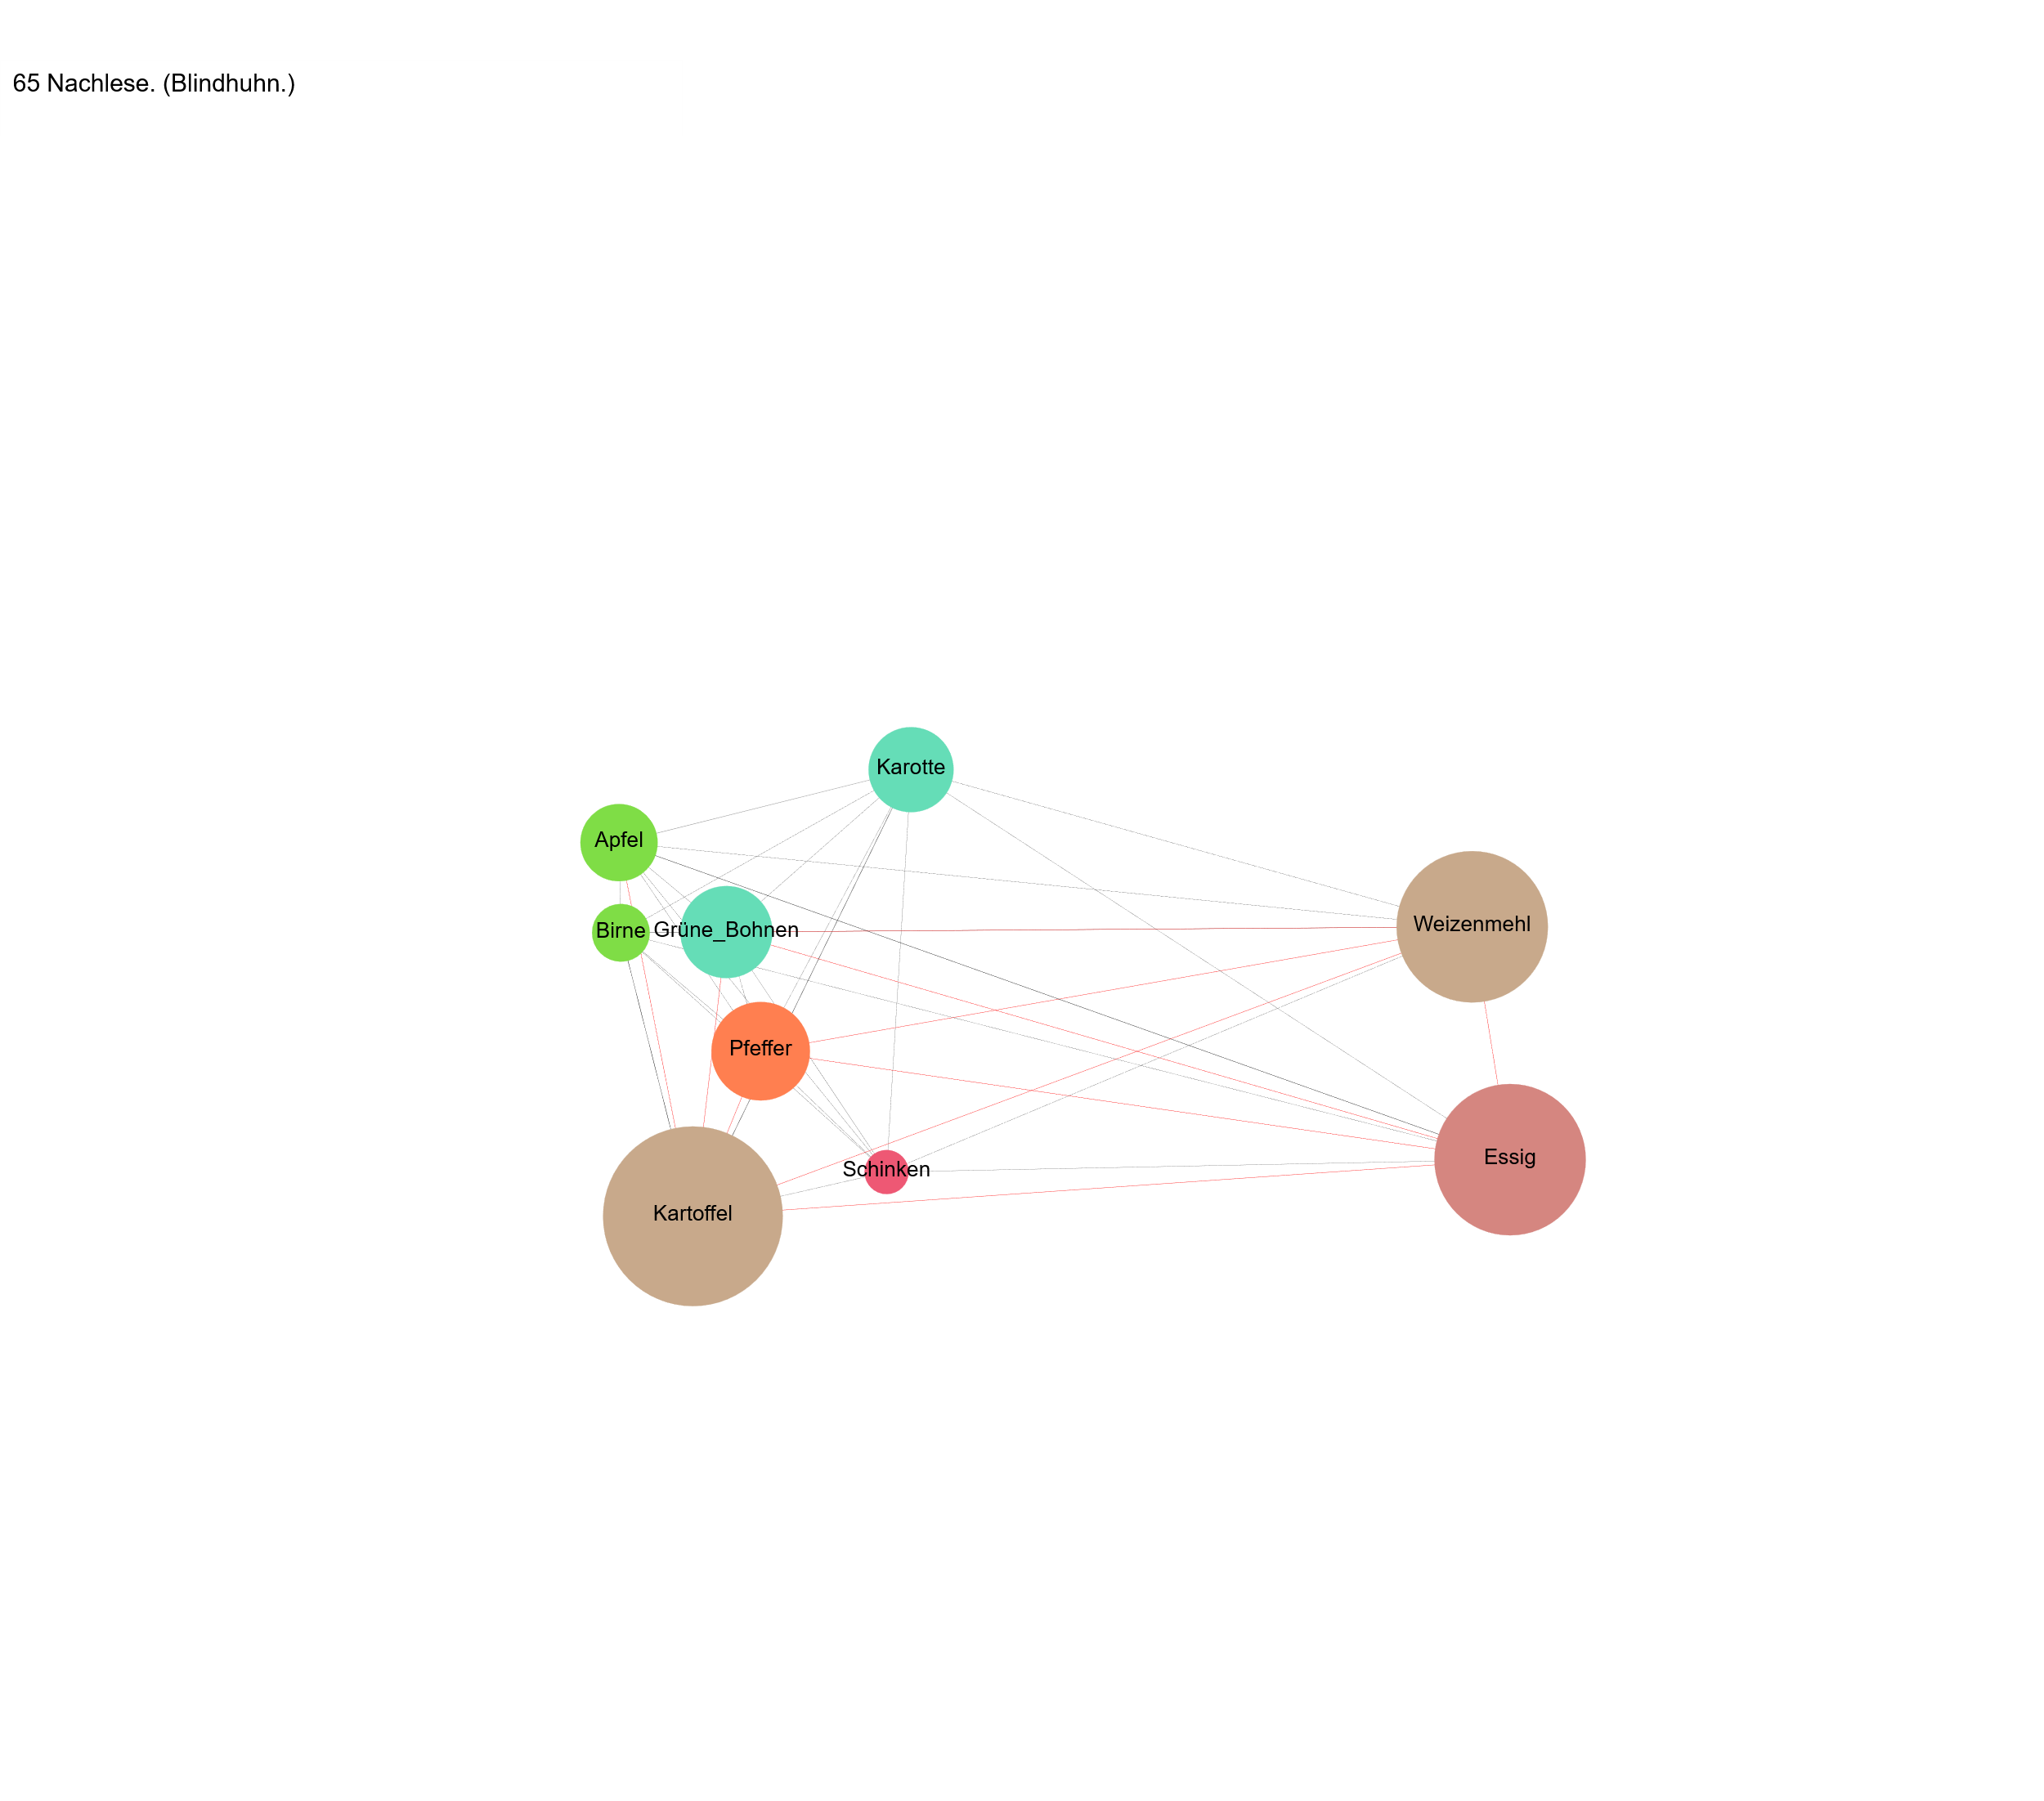 65 Nachlese. (Blindhuhn.)
Karotte
Apfel
Birne
Grüne_Bohnen
Weizenmehl
Pfeffer
Schinken
Essig
Kartoffel